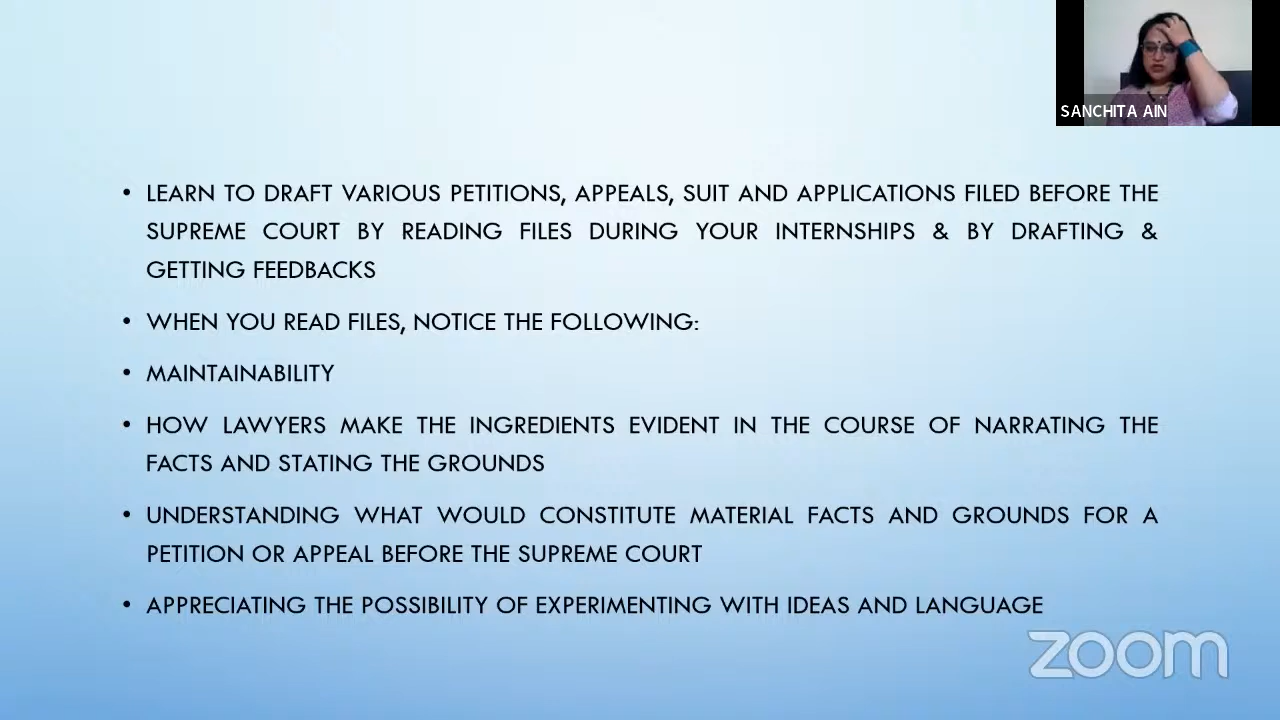 SANCHITA AIN
• LEARN TO DRAFT VARIOUS PETITIONS, APPEALS, SUIT AND APPLICATIONS FILED BEFORE THE
SUPREME COURT BY READING FILES DURING YOUR INTERNSHIPS & BY DRAFTING &
GETTING FEEDBACKS
• WHEN YOU READ FILES, NOTICE THE FOLLOWING:
• MAINTAINABILITY
• HOW LAWYERS MAKE THE INGREDIENTS EVIDENT IN THE COURSE OF NARRATING THE
FACTS AND STATING THE GROUNDS
• UNDERSTANDING WHAT WOULD CONSTITUTE MATERIAL FACTS AND GROUNDS FOR A
PETITION OR APPEAL BEFORE THE SUPREME COURT
• APPRECIATING THE POSSIBILITY OF EXPERIMENTING WITH IDEAS AND LANGUAGE
zoom